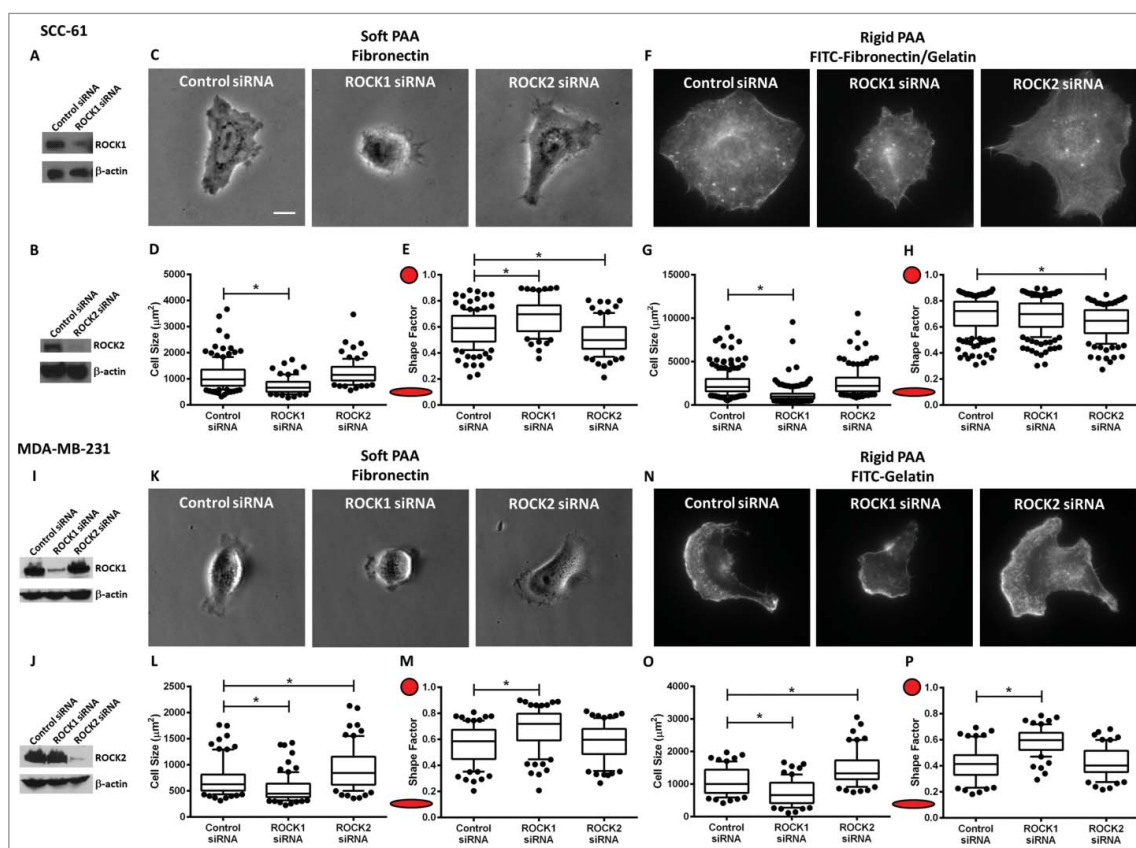 SCC-61
A
Control siRNA
ROCK1 siRNA
ROCK1
β-actin
C
Soft PAA
Fibronectin
Control siRNA
ROCK1 siRNA
ROCK2 siRNA
F
Rigid PAA
FITC-Fibronectin/Gelatin
Control siRNA
ROCK1 siRNA
ROCK2 siRNA
B
Control siRNA
ROCK2 siRNA
ROCK2
β-actin
D
Cell Size (μm²)
5000
4000
3000
2000
1000
0
*
Control siRNA
ROCK1 siRNA
ROCK2 siRNA
E
Shape Factor
1.0
0.8
0.6
0.4
0.2
0.0
*
*
Control siRNA
ROCK1 siRNA
ROCK2 siRNA
G
Cell Size (μm²)
15000
10000
5000
0
*
Control siRNA
ROCK1 siRNA
ROCK2 siRNA
H
Shape Factor
1.0
0.8
0.6
0.4
0.2
0.0
*
Control siRNA
ROCK1 siRNA
ROCK2 siRNA
MDA-MB-231
I
Control siRNA
ROCK1 siRNA
ROCK2 siRNA
ROCK1
β-actin
K
Soft PAA
Fibronectin
Control siRNA
ROCK1 siRNA
ROCK2 siRNA
N
Rigid PAA
FITC-Gelatin
Control siRNA
ROCK1 siRNA
ROCK2 siRNA
J
Control siRNA
ROCK1 siRNA
ROCK2 siRNA
ROCK2
β-actin
L
Cell Size (μm²)
2500
2000
1500
1000
500
0
*
*
Control siRNA
ROCK1 siRNA
ROCK2 siRNA
M
Shape Factor
1.0
0.8
0.6
0.4
0.2
0.0
*
Control siRNA
ROCK1 siRNA
ROCK2 siRNA
O
Cell Size (μm²)
4000
3000
2000
1000
0
*
*
Control siRNA
ROCK1 siRNA
ROCK2 siRNA
P
Shape Factor
1.0
0.8
0.6
0.4
0.2
0.0
*
Control siRNA
ROCK1 siRNA
ROCK2 siRNA